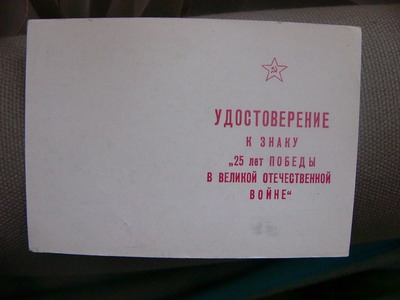 УДОСТОВЕРЕНИЕ
К ЗНАКУ
„25 лет ПОБЕДЫ
В ВЕЛИКОЙ ОТЕЧЕСТВЕННОЙ
ВОЙНЕ“